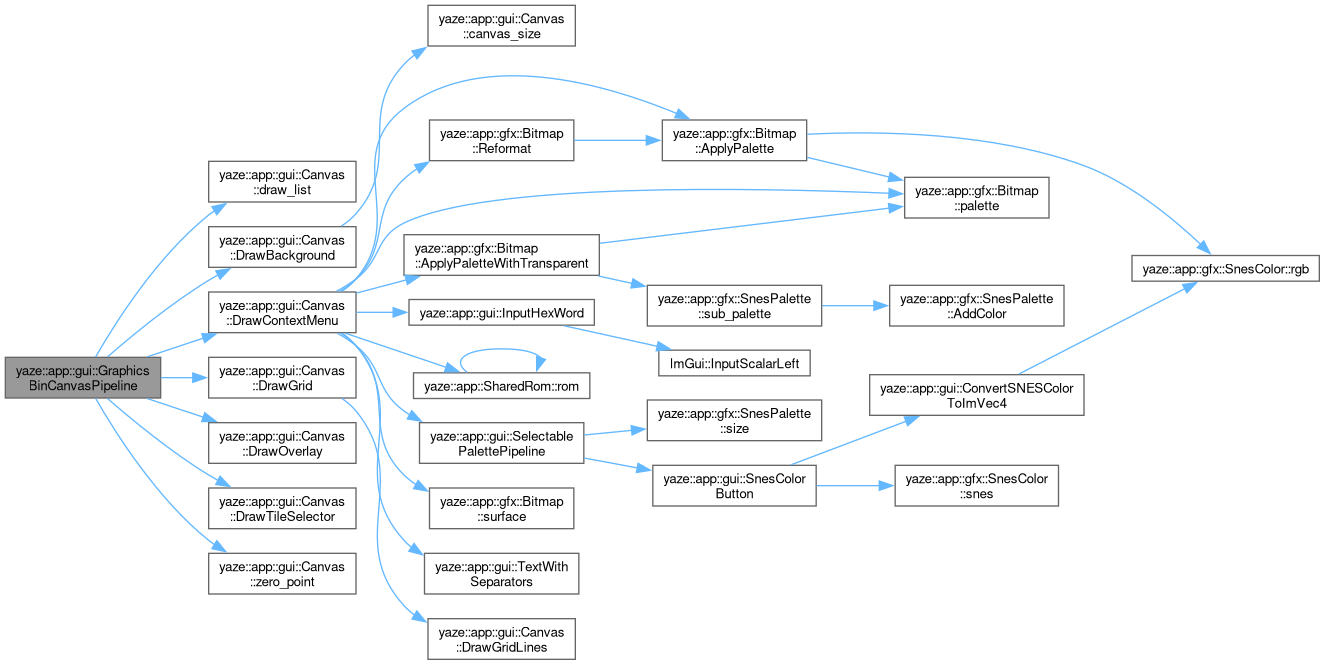 yaze::app::gui::Graphics
BinCanvasPipeline
yaze::app::gui::Canvas
::draw_list
yaze::app::gui::Canvas
::DrawBackground
yaze::app::gui::Canvas
::DrawContextMenu
yaze::app::gui::Canvas
::DrawGrid
yaze::app::gui::Canvas
::DrawOverlay
yaze::app::gui::Canvas
::DrawTileSelector
yaze::app::gui::Canvas
::zero_point
yaze::app::gui::Canvas
::canvas_size
yaze::app::gfx::Bitmap
::Reformat
yaze::app::gfx::Bitmap
::ApplyPaletteWithTransparent
yaze::app::gui::InputHexWord
yaze::app::SharedRom::rom
yaze::app::gui::Selectable
PalettePipeline
yaze::app::gfx::Bitmap
::surface
yaze::app::gui::TextWith
Separators
yaze::app::gui::Canvas
::DrawGridLines
yaze::app::gfx::Bitmap
::ApplyPalette
yaze::app::gfx::SnesPalette
::sub_palette
ImGui::InputScalarLeft
yaze::app::gfx::SnesPalette
::size
yaze::app::gui::SnesColor
Button
yaze::app::gfx::Bitmap
::palette
yaze::app::gfx::SnesPalette
::AddColor
yaze::app::gui::ConvertSNESColor
ToImVec4
yaze::app::gfx::SnesColor
::snes
yaze::app::gfx::SnesColor::rgb